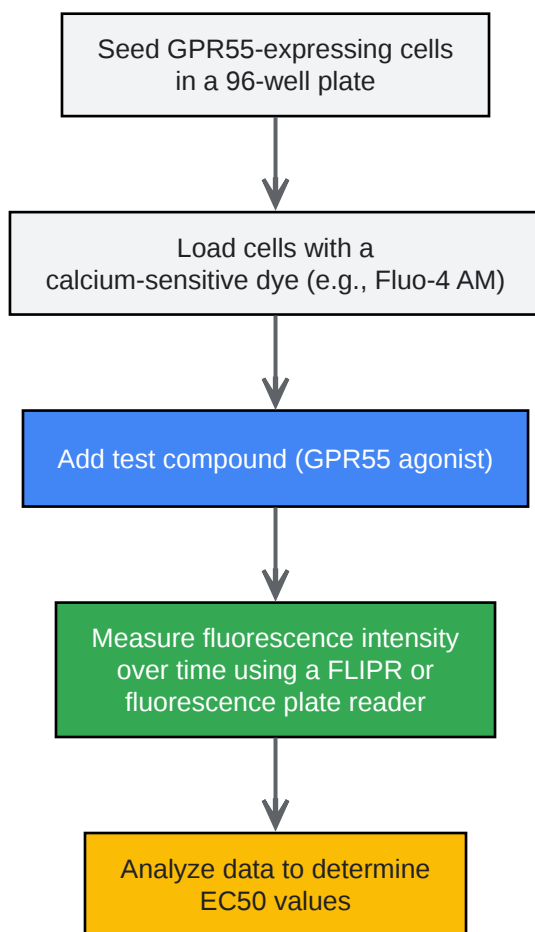 Seed GPR55-expressing cells
in a 96-well plate
Load cells with a
calcium-sensitive dye (e.g., Fluo-4 AM)
Add test compound (GPR55 agonist)
Measure fluorescence intensity
over time using a FLIPR or
fluorescence plate reader
Analyze data to determine
EC50 values